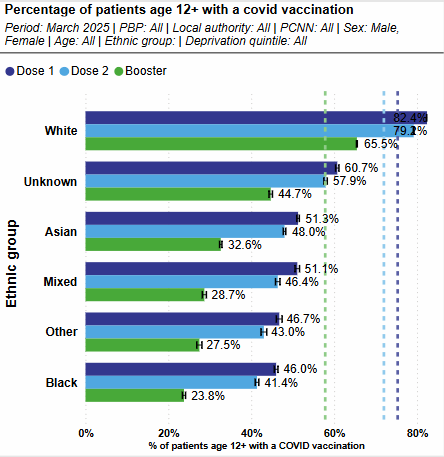 Percentage of patients age 12+ with a covid vaccination
Period: March 2025 | PBP: All | Local authority: All | PCNN: All | Sex: Male,
Female | Age: All | Ethnic group: | Deprivation quintile: All
Dose 1 Dose 2 Booster
Ethnic group
White 82.4%
79.2%
65.5%
Unknown 60.7%
57.9%
44.7%
Asian 51.3%
48.0%
32.6%
Mixed 51.1%
46.4%
28.7%
Other 46.7%
43.0%
27.5%
Black 46.0%
41.4%
23.8%
0% 20% 40% 60% 80%
% of patients age 12+ with a COVID vaccination